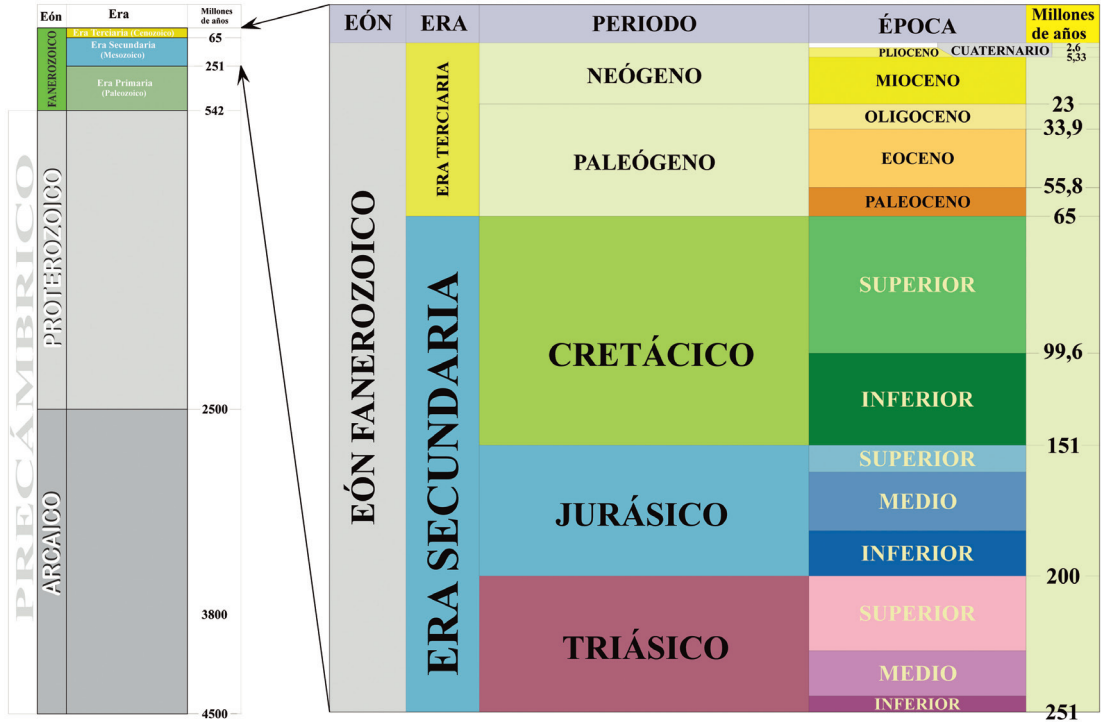 Eón
Era
Millones
de años
Era Terciaria (Cenozoico)
65
Era Secundaria
(Mesozoico)
251
Era Primaria
(Paleozoico)
542
FANEROZOICO
PRECÁMBRICO
PROTEROZOICO
2500
ARCAICO
3800
4500
EÓN
ERA
PERIODO
ÉPOCA
Millones
de años
EÓN FANEROZOICO
ERA TERCIARIA
NEÓGENO
CUATERNARIO
2,6
PLIOCENO
5,33
MIOCENO
23
PALEÓGENO
OLIGOCENO
33,9
EOCENO
55,8
PALEOCENO
65
ERA SECUNDARIA
CRETÁCICO
SUPERIOR
99,6
INFERIOR
151
JURÁSICO
SUPERIOR
MEDIO
INFERIOR
200
TRIÁSICO
SUPERIOR
MEDIO
INFERIOR
251